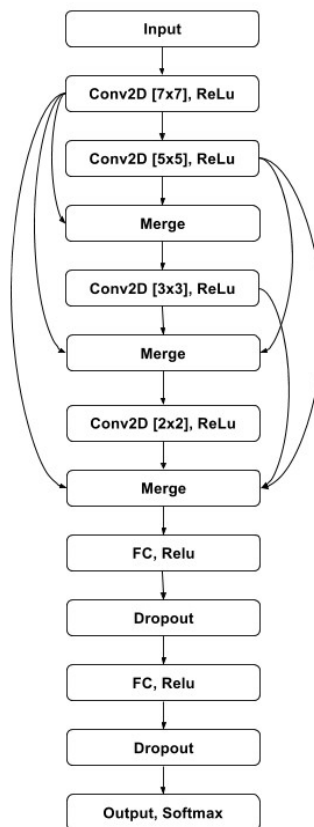 Input
Conv2D [7x7], ReLu
Conv2D [5x5], ReLu
Merge
Conv2D [3x3], ReLu
Merge
Conv2D [2x2], ReLu
Merge
FC, Relu
Dropout
FC, Relu
Dropout
Output, Softmax